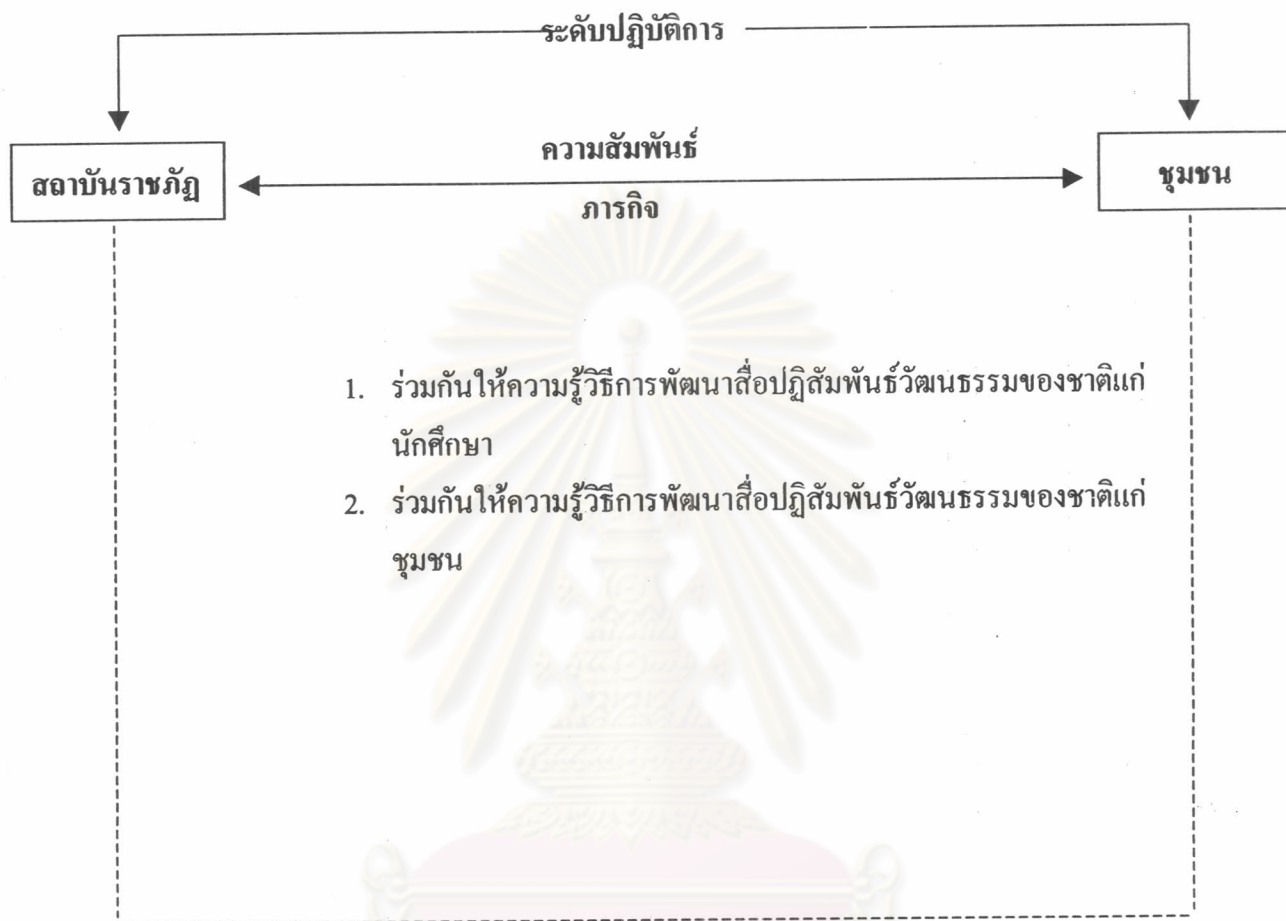 ระดับปฏิบัติการ
ความสัมพันธ์
สถาบันราชภัฏ
ชุมชน
ภารกิจ
1. ร่วมกันให้ความรู้วิธีการพัฒนาสื่อปฏิสัมพันธ์วัฒนธรรมของชาติแก่
นักศึกษา
2. ร่วมกันให้ความรู้วิธีการพัฒนาสื่อปฏิสัมพันธ์วัฒนธรรมของชาติแก่
ชุมชน